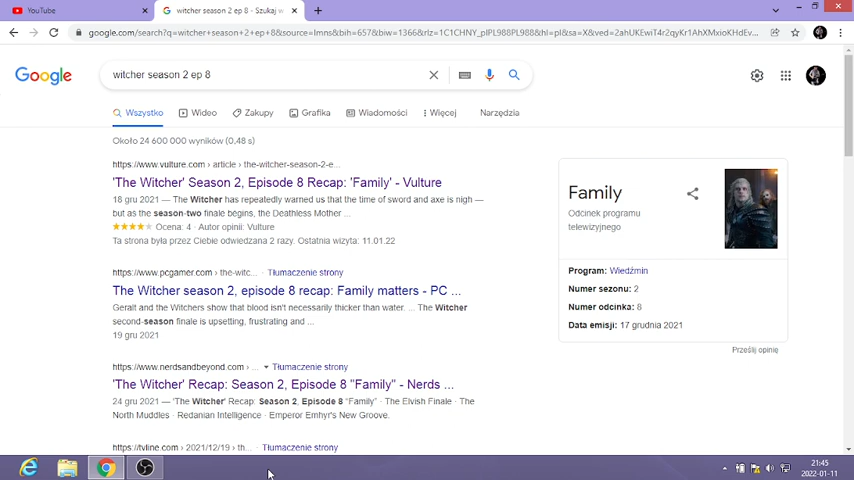 YouTube
witcher season 2 ep 8 - Szukaj w
google.com/search?q=witcher+season+2+ep+8&source=lmns&bih=657&biw=1366&rlz=1C1CHNY_plPL988PL988&hl=pl&sa=X&ved=2ahUKEwiT4r2qyKr1AhXMxioKHdEv...
Google
witcher season 2 ep 8
Wszystko
Wideo
Zakupy
Grafika
Wiadomości
Więcej
Narzędzia
Około 24 600 000 wyników (0,48 s)
https://www.vulture.com › article › the-witcher-season-2-e...
'The Witcher' Season 2, Episode 8 Recap: 'Family' - Vulture
18 gru 2021 — The Witcher has repeatedly warned us that the time of sword and axe is nigh —
but as the season-two finale begins, the Deathless Mother ...
★★★★ Ocena: 4 · Autor opinii: Vulture
Ta strona była przez Ciebie odwiedzana 2 razy. Ostatnia wizyta: 11.01.22
https://www.pcgamer.com › the-witc... · Tłumaczenie strony
The Witcher season 2, episode 8 recap: Family matters - PC ...
Geralt and the Witchers show that blood isn't necessarily thicker than water. ... The Witcher
second-season finale is upsetting, frustrating and ...
19 gru 2021
https://www.nerdsandbeyond.com › ... Tłumaczenie strony
'The Witcher' Recap: Season 2, Episode 8 "Family" - Nerds ...
24 gru 2021 — 'The Witcher' Recap: Season 2, Episode 8 "Family" · The Elvish Finale · The
North Muddles · Redanian Intelligence · Emperor Emhyr's New Groove.
https://tvline.com › 2021/12/19 › th... · Tłumaczenie strony
Family
Odcinek programu
telewizyjnego
Program: Wiedźmin
Numer sezonu: 2
Numer odcinka: 8
Data emisji: 17 grudnia 2021
Prześlij opinię
21:45
2022-01-11